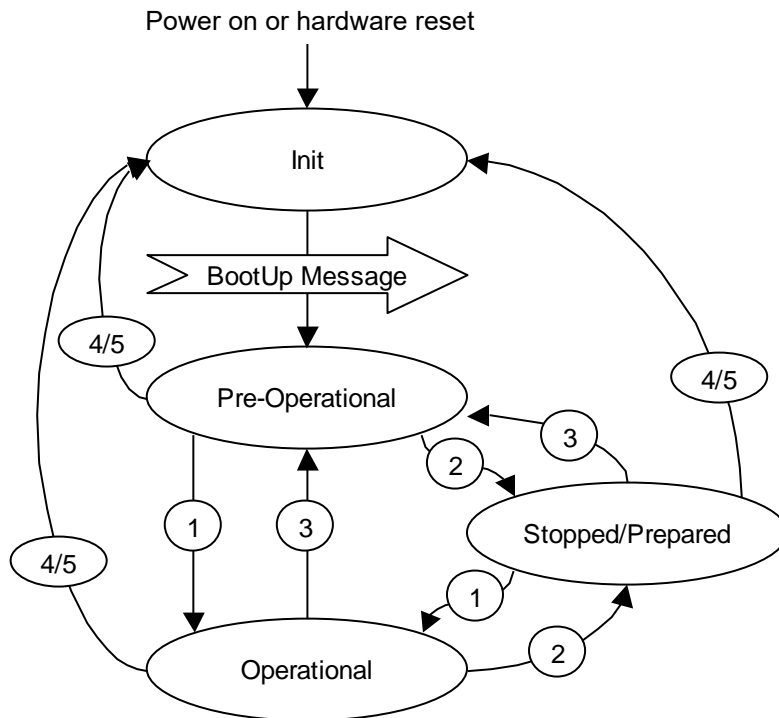 Power on or hardware reset
Init
BootUp Message
4/5
4/5
Pre-Operational
3
2
1
3
Stopped/Prepared
4/5
1
2
Operational